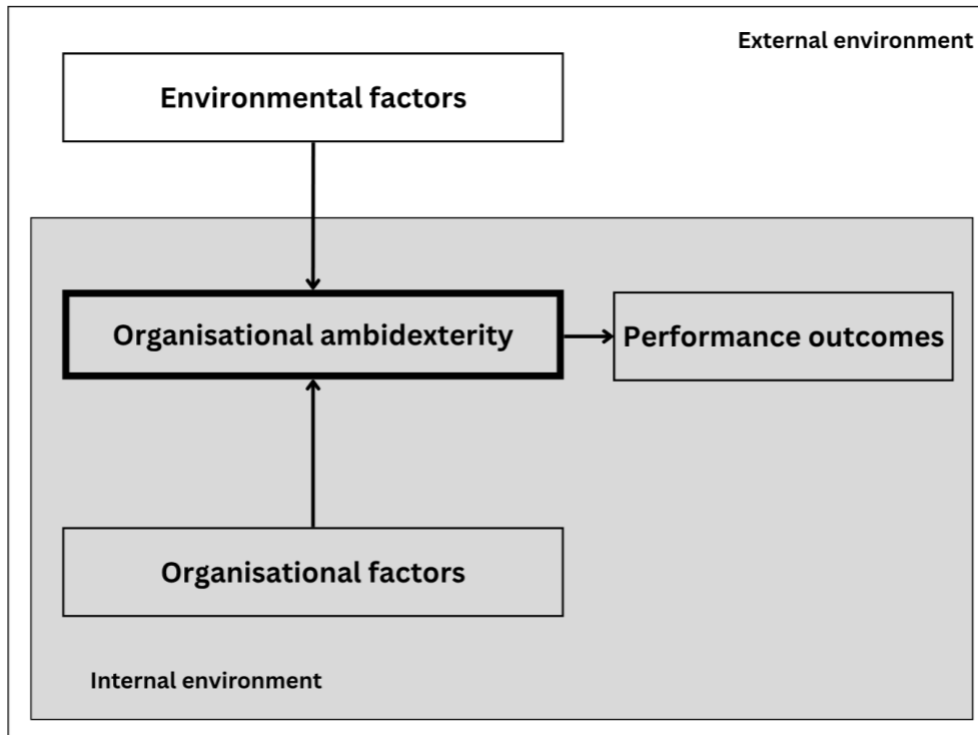 External environment
Environmental factors
Organisational ambidexterity
Performance outcomes
Organisational factors
Internal environment